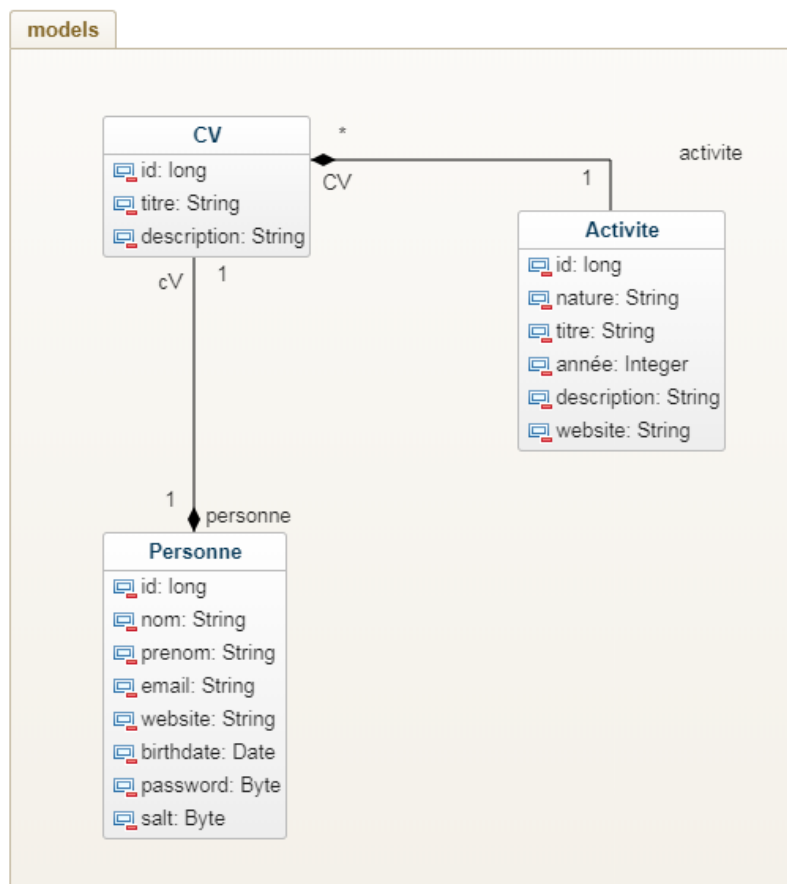 models
CV
id: long
titre: String
description: String
*
CV
1
activite
Activite
id: long
nature: String
titre: String
année: Integer
description: String
website: String
cV
1
1
personne
Personne
id: long
nom: String
prenom: String
email: String
website: String
birthdate: Date
password: Byte
salt: Byte